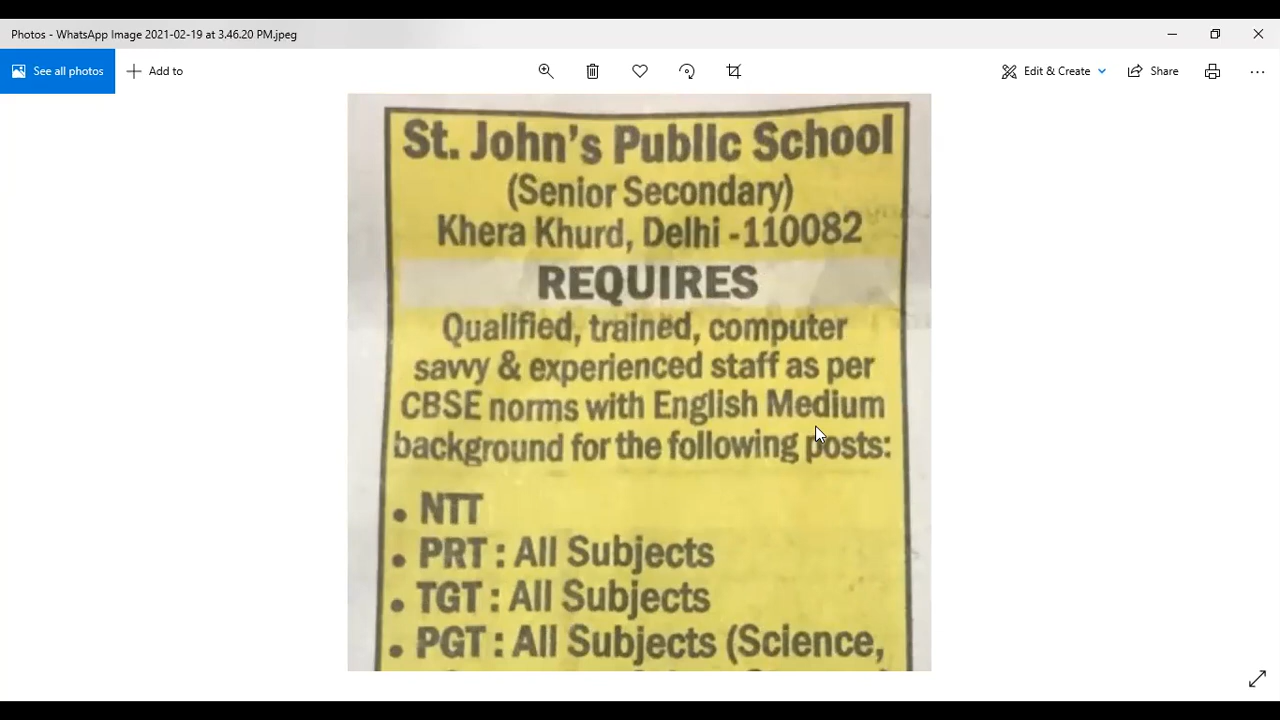 Photos - WhatsApp Image 2021-02-19 at 3.46.20 PM.jpeg
See all photos
Add to
Edit & Create
Share
St. John's Public School
(Senior Secondary)
Khera Khurd, Delhi -110082
REQUIRES
Qualified, trained, computer
savvy & experienced staff as per
CBSE norms with English Medium
background for the following posts:
• NTT
• PRT : All Subjects
• TGT : All Subjects
• PGT : All Subjects (Science,